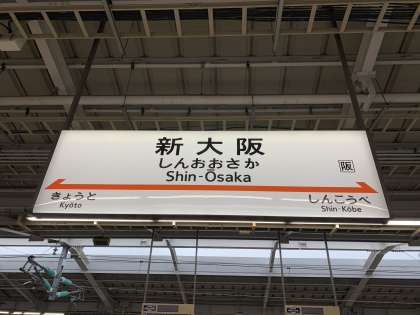 新大阪
しんおおさか
Shin-Ōsaka
阪
きょうと
Kyōto
しんこうべ
Shin-Kōbe